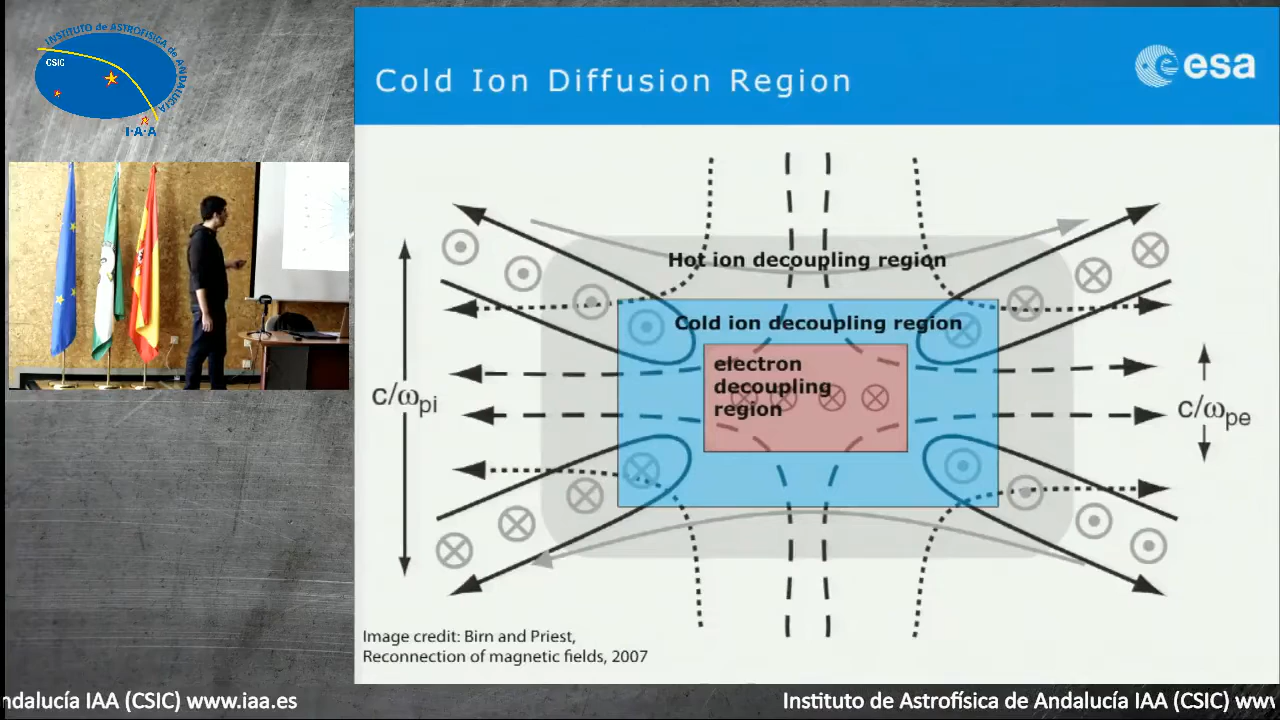 INSTITUTO de ASTROFÍSICA de ANDALUCÍA
CSIC
I·A·A
Cold Ion Diffusion Region
esa
Hot ion decoupling region
Cold ion decoupling region
electron
decoupling
region
c/ωpi
c/ωpe
Image credit: Birn and Priest,
Reconnection of magnetic fields, 2007
ndalucía IAA (CSIC) www.iaa.es
Instituto de Astrofísica de Andalucía IAA (CSIC) www